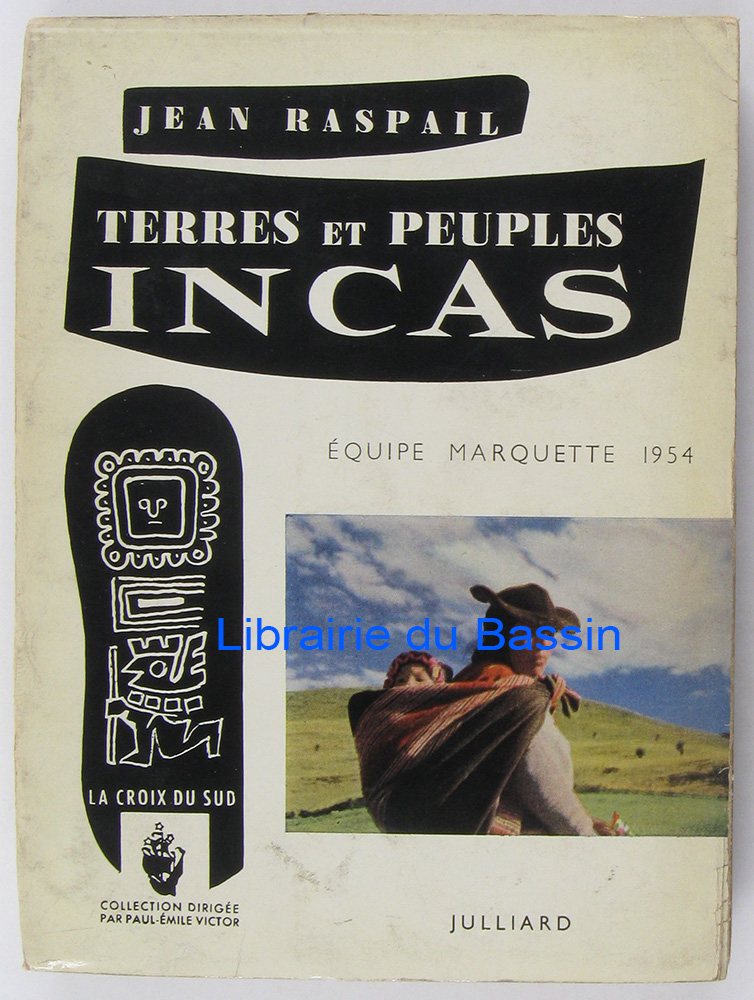 JEAN RASPAIL
TERRES ET PEUPLES
INCAS
ÉQUIPE MARQUETTE 1954
Librairie du Bassin
LA CROIX DU SUD
COLLECTION DIRIGÉE
PAR PAUL-ÉMILE VICTOR
JULLIARD